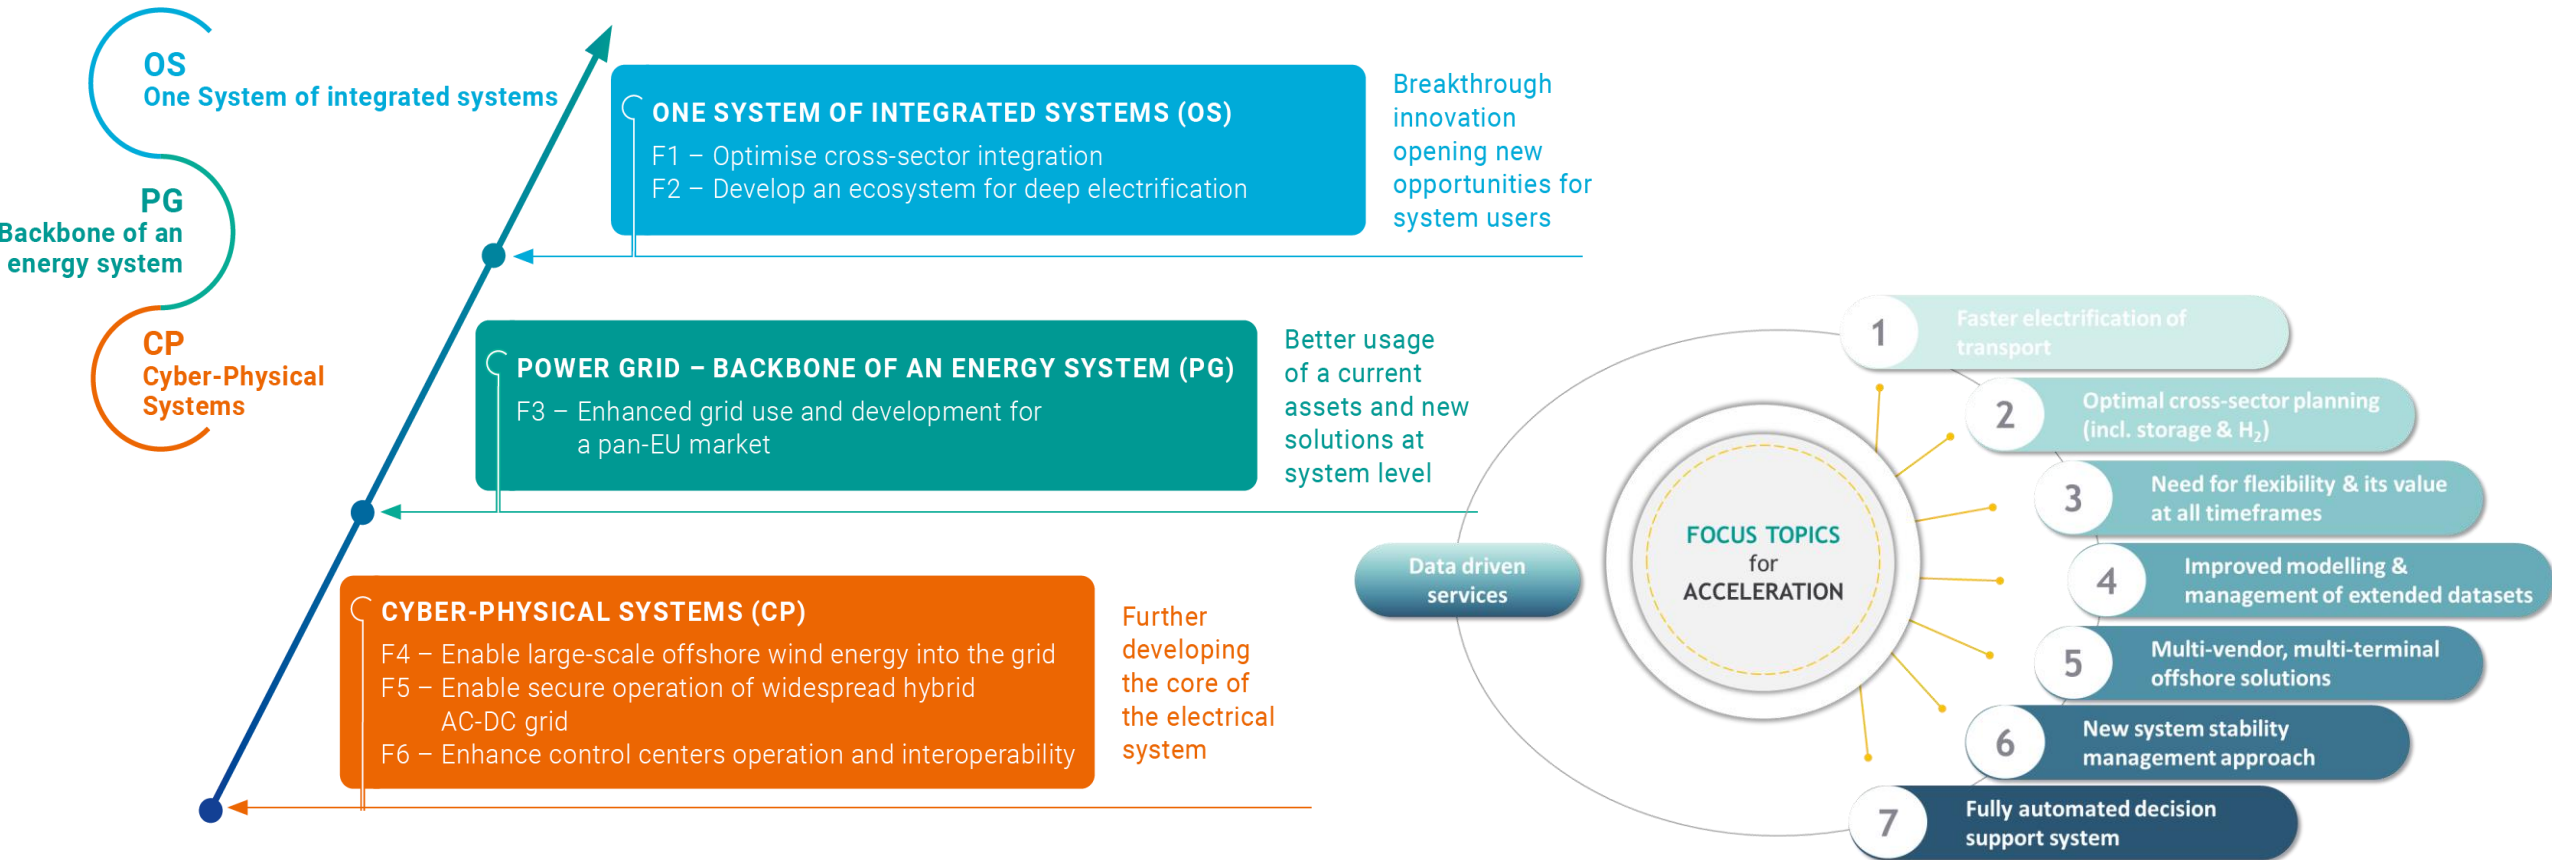 OS
One System of integrated systems
PG
Backbone of an
energy system
CP
Cyber-Physical
Systems
ONE SYSTEM OF INTEGRATED SYSTEMS (OS)
F1 – Optimise cross-sector integration
F2 – Develop an ecosystem for deep electrification
Breakthrough
innovation
opening new
opportunities for
system users
POWER GRID – BACKBONE OF AN ENERGY SYSTEM (PG)
F3 – Enhanced grid use and development for
a pan-EU market
Better usage
of a current
assets and new
solutions at
system level
CYBER-PHYSICAL SYSTEMS (CP)
F4 – Enable large-scale offshore wind energy into the grid
F5 – Enable secure operation of widespread hybrid
AC-DC grid
F6 – Enhance control centers operation and interoperability
Further
developing
the core of
the electrical
system
Data driven
services
FOCUS TOPICS
for
ACCELERATION
1
Faster electrification of
transport
2
Optimal cross-sector planning
(incl. storage & H₂)
3
Need for flexibility & its value
at all timeframes
4
Improved modelling &
management of extended datasets
5
Multi-vendor, multi-terminal
offshore solutions
6
New system stability
management approach
7
Fully automated decision
support system